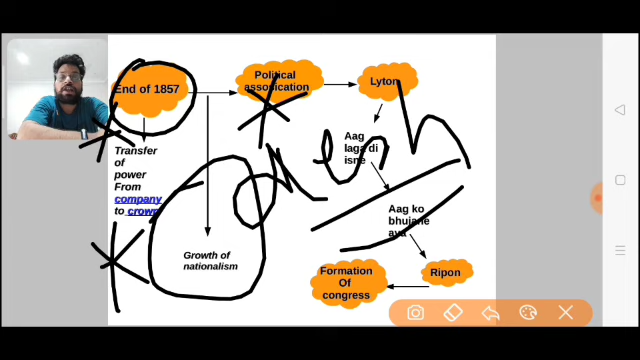 End of 1857
Political
assosication
Lyton
Aag
laga di
isne
Transfer
of
power
From
company
to crown
Aag ko
bhujane
aya
Growth of
nationalism
Formation
Of
congress
Ripon